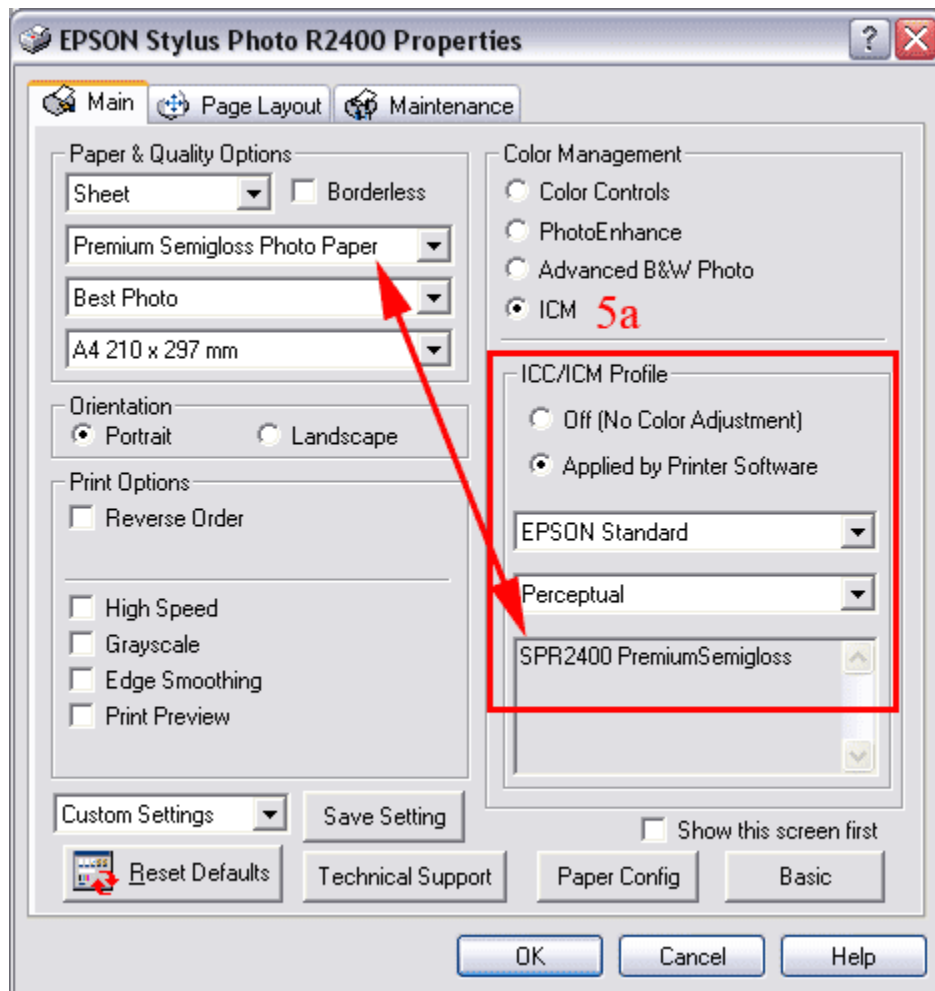 EPSON Stylus Photo R2400 Properties
Main
Page Layout
Maintenance
Paper & Quality Options
Sheet
Borderless
Premium Semigloss Photo Paper
Best Photo
A4 210 x 297 mm
Orientation
Portrait
Landscape
Print Options
Reverse Order
High Speed
Grayscale
Edge Smoothing
Print Preview
Color Management
Color Controls
PhotoEnhance
Advanced B&W Photo
ICM 5a
ICC/ICM Profile
Off (No Color Adjustment)
Applied by Printer Software
EPSON Standard
Perceptual
SPR2400 PremiumSemigloss
Custom Settings
Save Setting
Show this screen first
Reset Defaults
Technical Support
Paper Config
Basic
OK
Cancel
Help